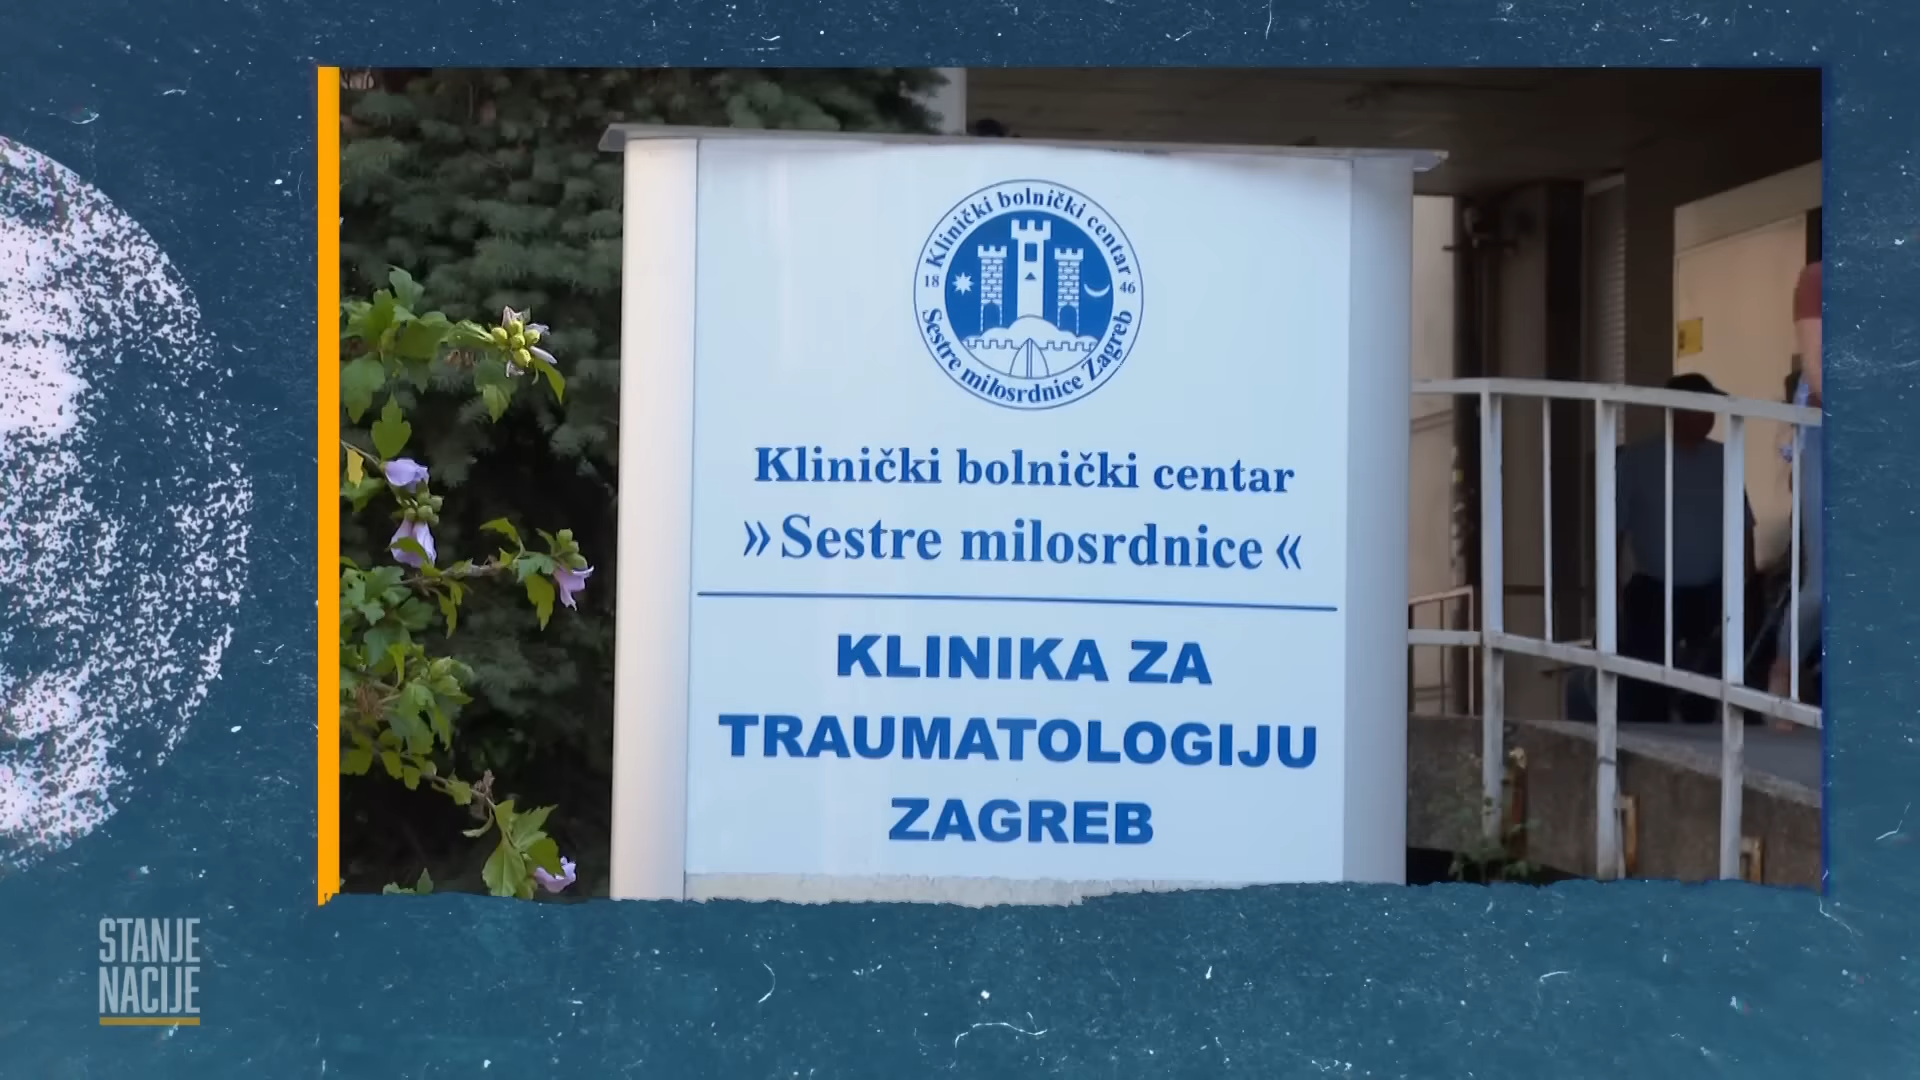 Klinički bolnički centar
18 46
Sestre milosrdnice Zagreb
Klinički bolnički centar
» Sestre milosrdnice «
KLINIKA ZA
TRAUMATOLOGIJU
ZAGREB
STANJE
NACIJE